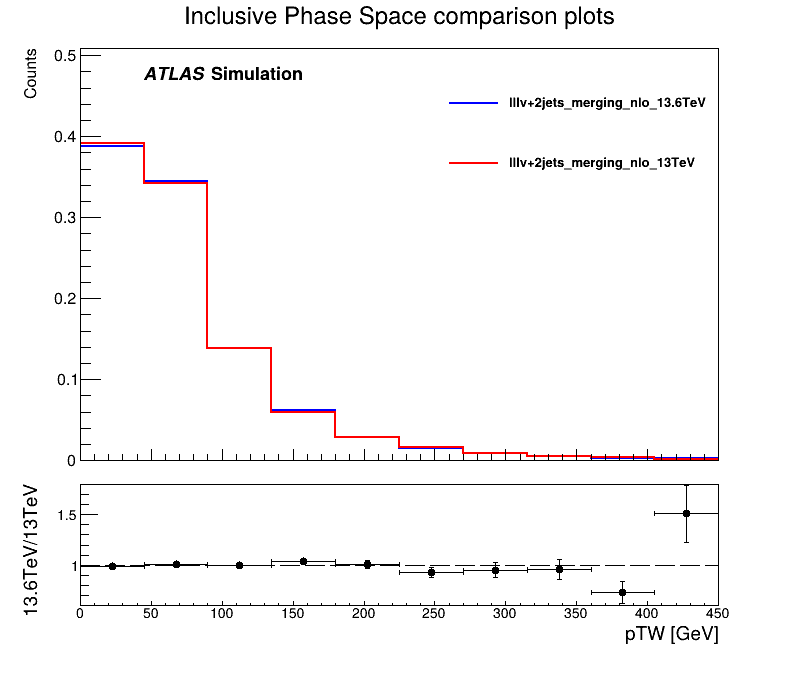 Inclusive Phase Space comparison plots
Counts
0.5
ATLAS Simulation
lllv+2jets_merging_nlo_13.6TeV
0.4
lllv+2jets_merging_nlo_13TeV
0.3
0.2
0.1
0
13.6TeV/13TeV
1.5
1
0 50 100 150 200 250 300 350 400 450
pTW [GeV]